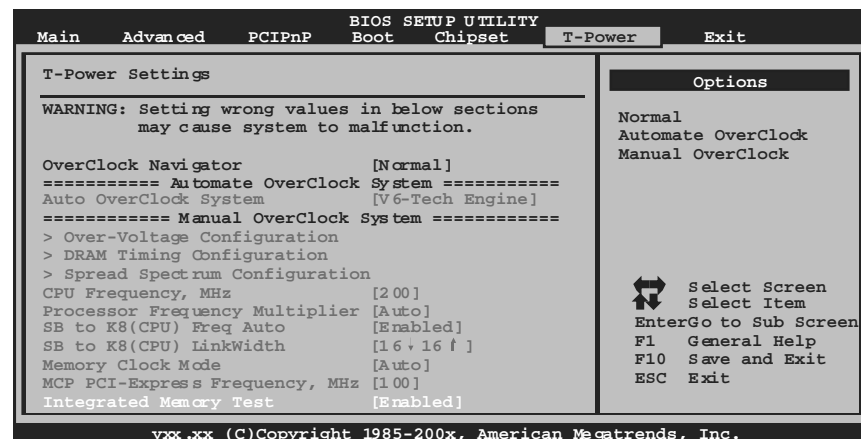 BIOS SETUP UTILITY
Main Advanced PCIPnP Boot Chipset T-Power Exit
T-Power Settings
WARNING: Setting wrong values in below sections
may cause system to malfunction.
OverClock Navigator [Normal]
=========== Automate OverClock System ===========
Auto OverClock System [V6-Tech Engine]
============ Manual OverClock System ============
> Over-Voltage Configuration
> DRAM Timing Configuration
> Spread Spectrum Configuration
CPU Frequency, MHz [200]
Processor Frequency Multiplier [Auto]
SB to K8(CPU) Freq Auto [Enabled]
SB to K8(CPU) LinkWidth [16↓16↑]
Memory Clock Mode [Auto]
MCP PCI-Express Frequency, MHz [100]
Integrated Memory Test [Enabled]
Options
Normal
Automate OverClock
Manual OverClock
Select Screen
Select Item
EnterGo to Sub Screen
F1 General Help
F10 Save and Exit
ESC Exit
vxx.xx (C)Copyright 1985-200x, American Megatrends, Inc.